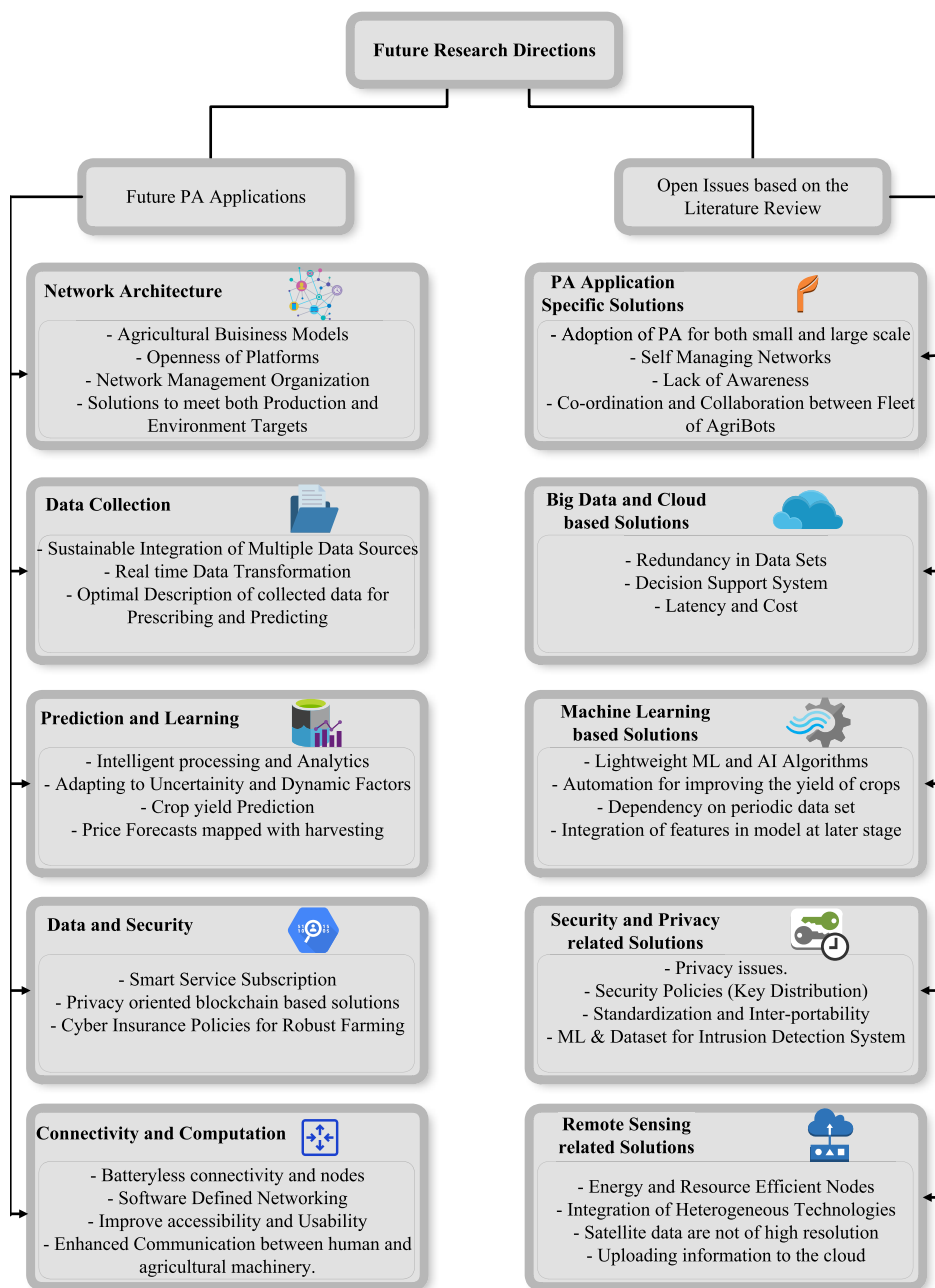 Future Research Directions
Future PA Applications
Open Issues based on the
Literature Review
Network Architecture
- Agricultural Buisiness Models
- Openness of Platforms
- Network Management Organization
- Solutions to meet both Production and
Environment Targets
Data Collection
- Sustainable Integration of Multiple Data Sources
- Real time Data Transformation
- Optimal Description of collected data for
Prescribing and Predicting
Prediction and Learning
- Intelligent processing and Analytics
- Adapting to Uncertainty and Dynamic Factors
- Crop yield Prediction
- Price Forecasts mapped with harvesting
Data and Security
- Smart Service Subscription
- Privacy oriented blockchain based solutions
- Cyber Insurance Policies for Robust Farming
Connectivity and Computation
- Batteryless connectivity and nodes
- Software Defined Networking
- Improve accessibility and Usability
- Enhanced Communication between human and
agricultural machinery.
PA Application
Specific Solutions
- Adoption of PA for both small and large scale
- Self Managing Networks
- Lack of Awareness
- Co-ordination and Collaboration between Fleet
of AgriBots
Big Data and Cloud
based Solutions
- Redundancy in Data Sets
- Decision Support System
- Latency and Cost
Machine Learning
based Solutions
- Lightweight ML and AI Algorithms
- Automation for improving the yield of crops
- Dependency on periodic data set
- Integration of features in model at later stage
Security and Privacy
related Solutions
- Privacy issues.
- Security Policies (Key Distribution)
- Standardization and Inter-portability
- ML & Dataset for Intrusion Detection System
Remote Sensing
related Solutions
- Energy and Resource Efficient Nodes
- Integration of Heterogeneous Technologies
- Satellite data are not of high resolution
- Uploading information to the cloud